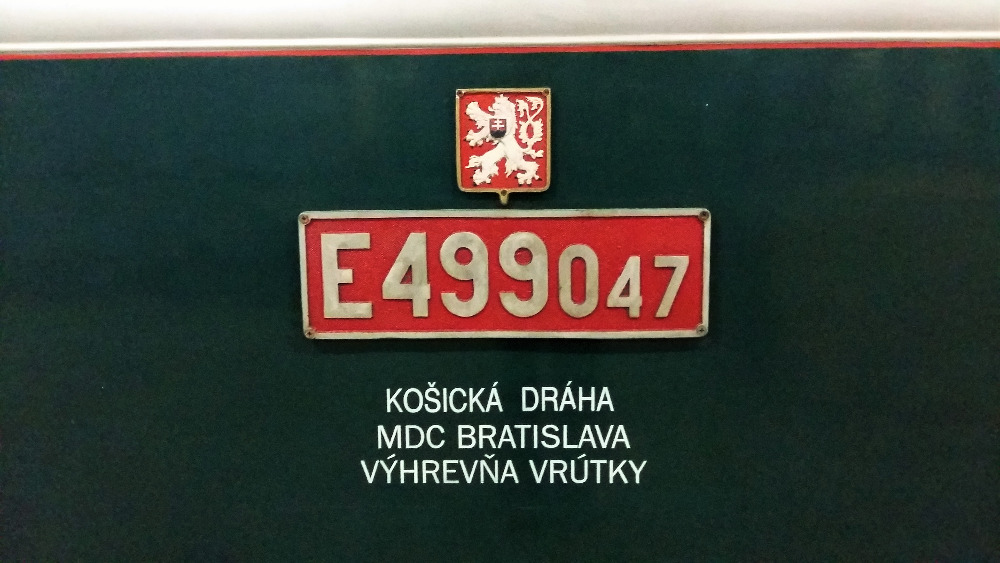 E499047
KOŠICKÁ DRÁHA
MDC BRATISLAVA
VÝHREVŇA VRÚTKY